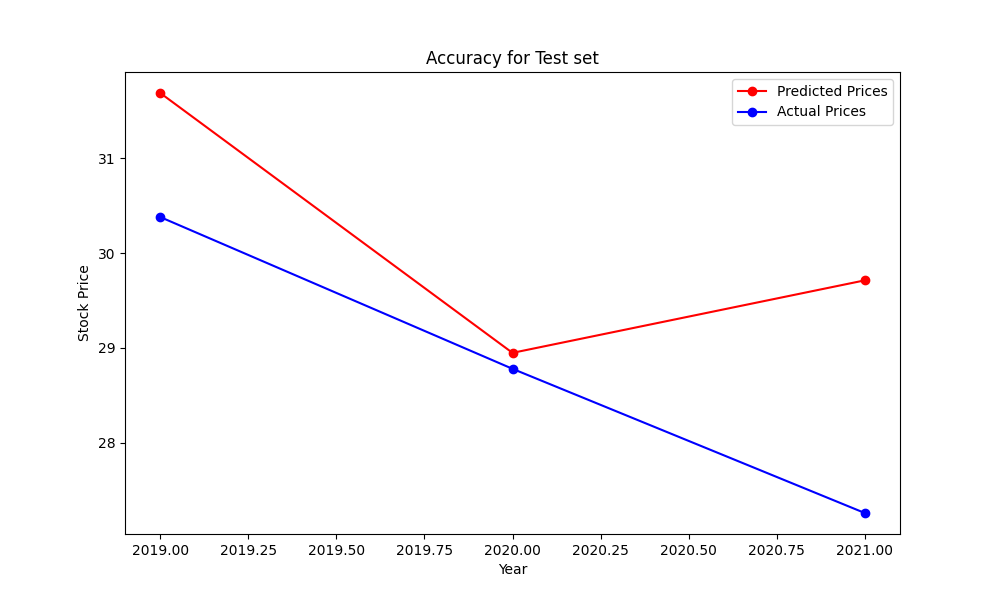 Accuracy for Test set
Predicted Prices
Actual Prices
31
30
29
28
Stock Price
2019.00 2019.25 2019.50 2019.75 2020.00 2020.25 2020.50 2020.75 2021.00
Year